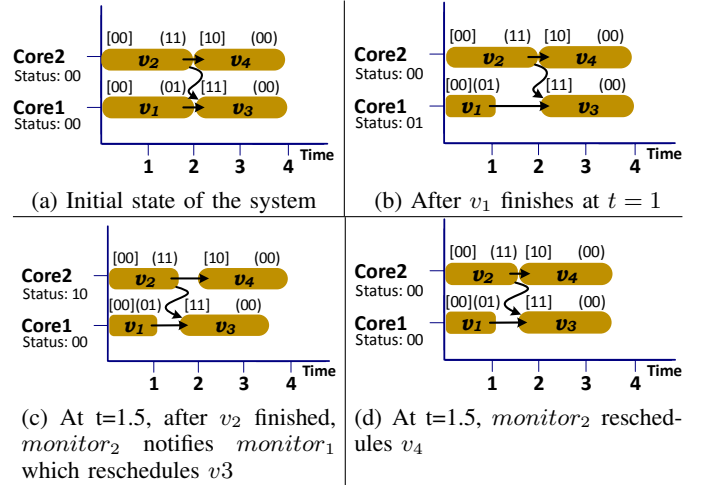 [00] (11) [10] (00)
Core2
Status: 00
v2 v4
[00] (01) [11] (00)
Core1
Status: 00
v1 v3
Time
1 2 3 4
(a) Initial state of the system
[00] (11) [10] (00)
Core2
Status: 00
v2 v4
[00](01) [11] (00)
Core1
Status: 01
v1 v3
Time
1 2 3 4
(b) After v1 finishes at t = 1
[00] (11) [10] (00)
Core2
Status: 10
v2 v4
[00](01) [11] (00)
Core1
Status: 00
v1 v3
Time
1 2 3 4
(c) At t=1.5, after v2 finished,
monitor2 notifies monitor1
which reschedules v3
[00] (11) [10] (00)
Core2
Status: 00
v2 v4
[00](01) [11] (00)
Core1
Status: 00
v1 v3
Time
1 2 3 4
(d) At t=1.5, monitor2 resched-
ules v4